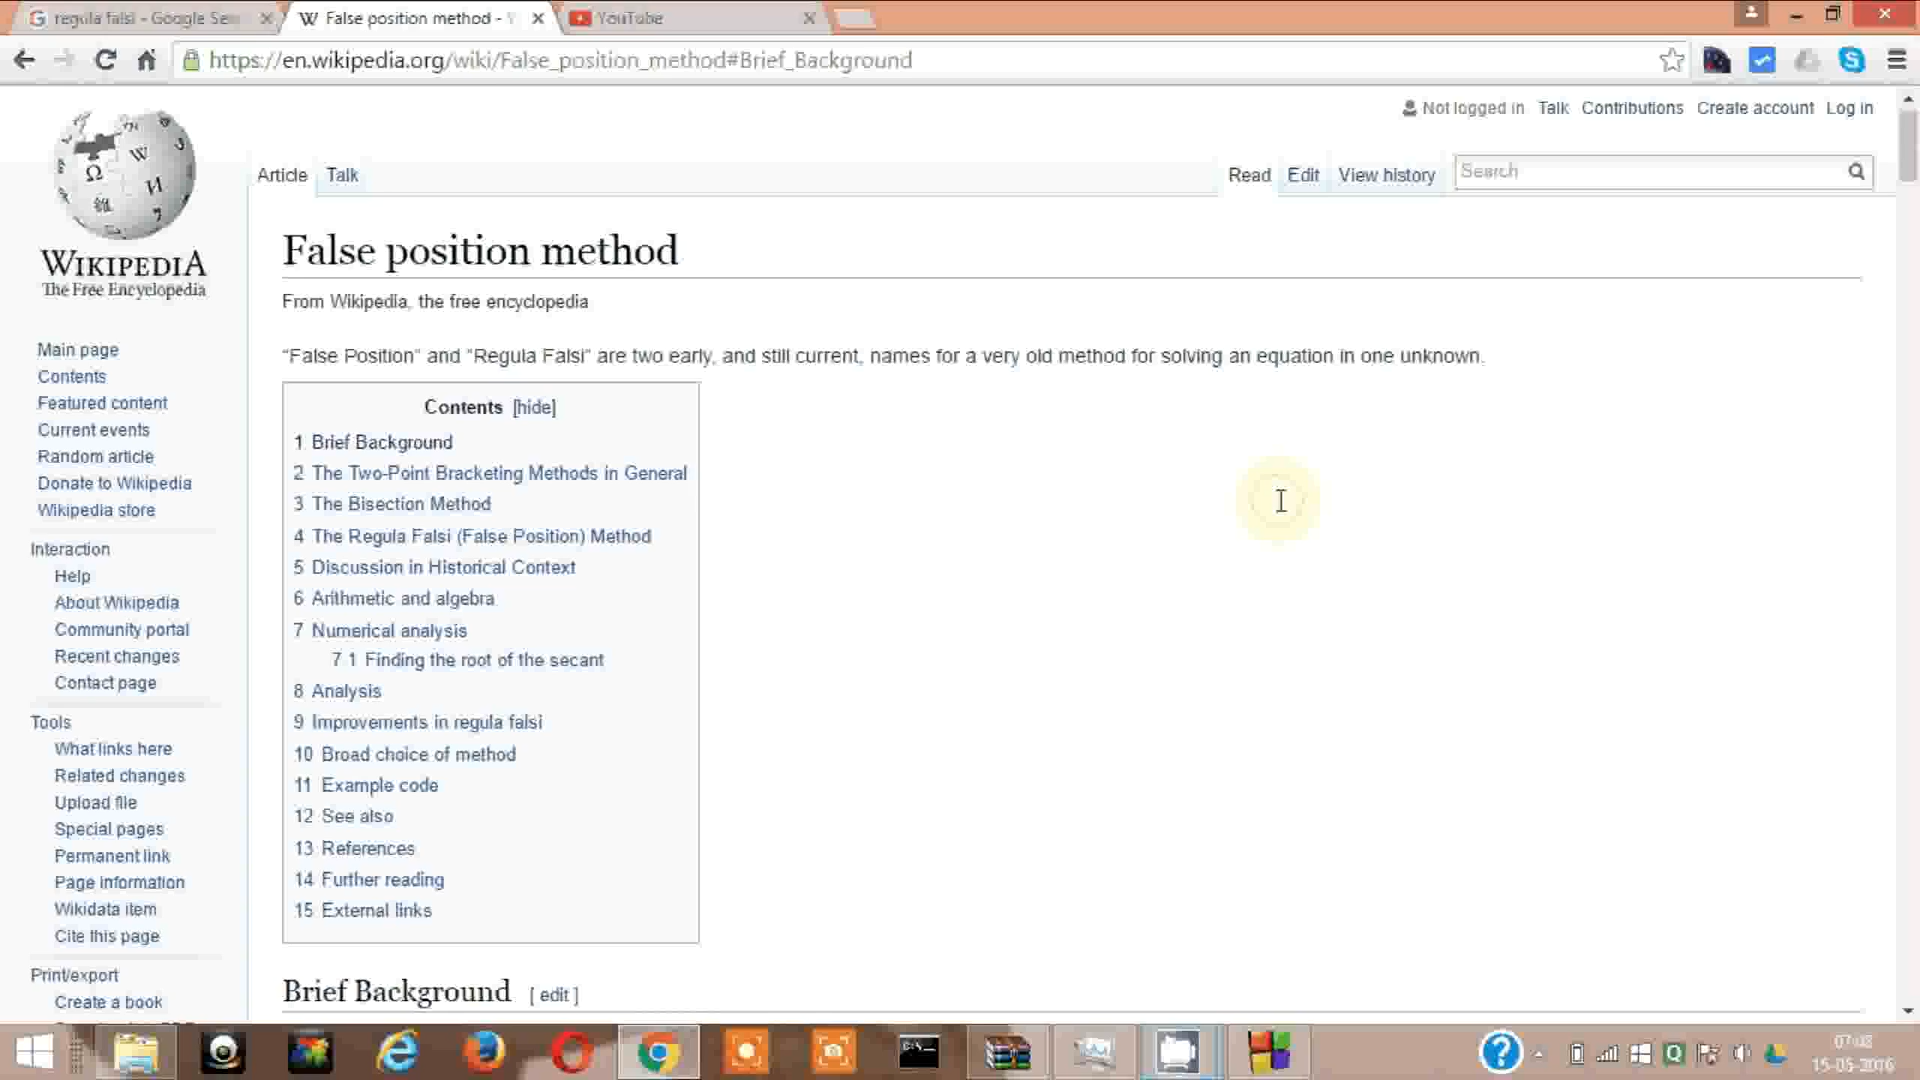 regula falsi - Google Se
False position method -
YouTube
https://en.wikipedia.org/wiki/False_position_method#Brief_Background
Not logged in Talk Contributions Create account Log in
Article Talk Read Edit View history Search
WIKIPEDIA
The Free Encyclopedia
Main page
Contents
Featured content
Current events
Random article
Donate to Wikipedia
Wikipedia store
Interaction
Help
About Wikipedia
Community portal
Recent changes
Contact page
Tools
What links here
Related changes
Upload file
Special pages
Permanent link
Page information
Wikidata item
Cite this page
Print/export
Create a book
False position method
From Wikipedia, the free encyclopedia
"False Position" and "Regula Falsi" are two early, and still current, names for a very old method for solving an equation in one unknown.
Contents [hide]
1 Brief Background
2 The Two-Point Bracketing Methods in General
3 The Bisection Method
4 The Regula Falsi (False Position) Method
5 Discussion in Historical Context
6 Arithmetic and algebra
7 Numerical analysis
7.1 Finding the root of the secant
8 Analysis
9 Improvements in regula falsi
10 Broad choice of method
11 Example code
12 See also
13 References
14 Further reading
15 External links
Brief Background [ edit ]
07:08
15-05-2016